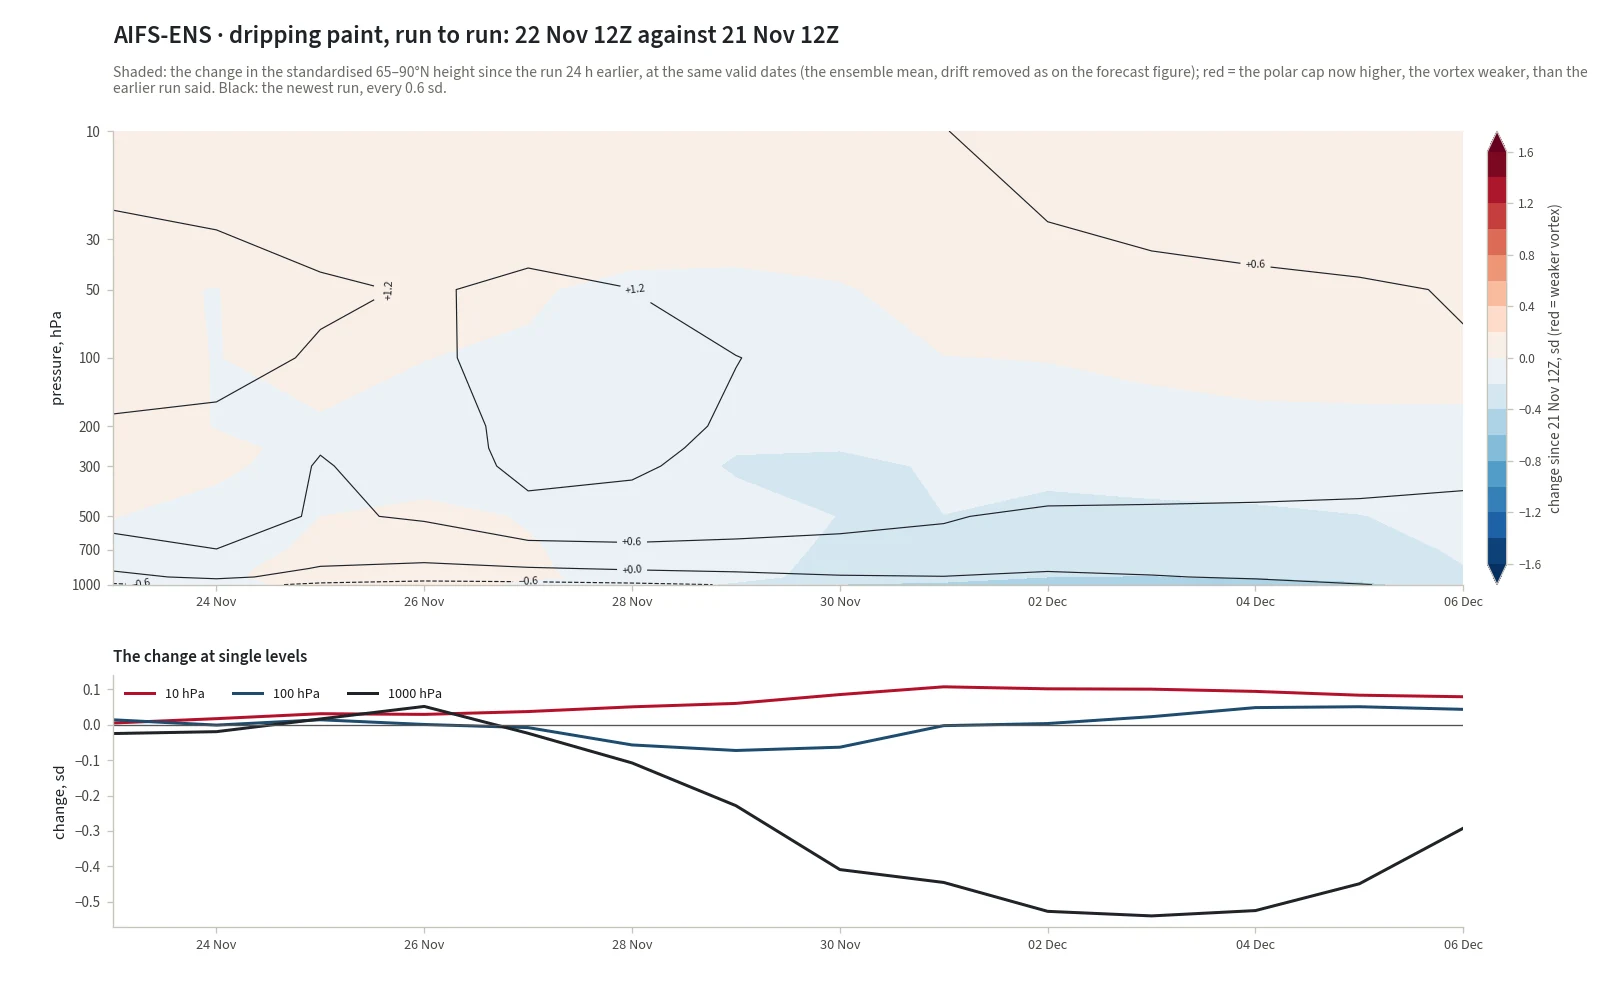 AIFS-ENS · dripping paint, run to run: 22 Nov 12Z against 21 Nov 12Z
Shaded: the change in the standardised 65–90°N height since the run 24 h earlier, at the same valid dates (the ensemble mean, drift removed as on the forecast figure); red = the polar cap now higher, the vortex weaker, than the
earlier run said. Black: the newest run, every 0.6 sd.
10
30
50
100
200
300
500
700
1000
pressure, hPa
+1.2
+1.2
+0.6
+0.6
+0.0
−0.6
−0.6
24 Nov
26 Nov
28 Nov
30 Nov
02 Dec
04 Dec
06 Dec
1.6
1.2
0.8
0.4
0.0
−0.4
−0.8
−1.2
−1.6
change since 21 Nov 12Z, sd (red = weaker vortex)
The change at single levels
10 hPa
100 hPa
1000 hPa
0.1
0.0
−0.1
−0.2
−0.3
−0.4
−0.5
change, sd
24 Nov
26 Nov
28 Nov
30 Nov
02 Dec
04 Dec
06 Dec